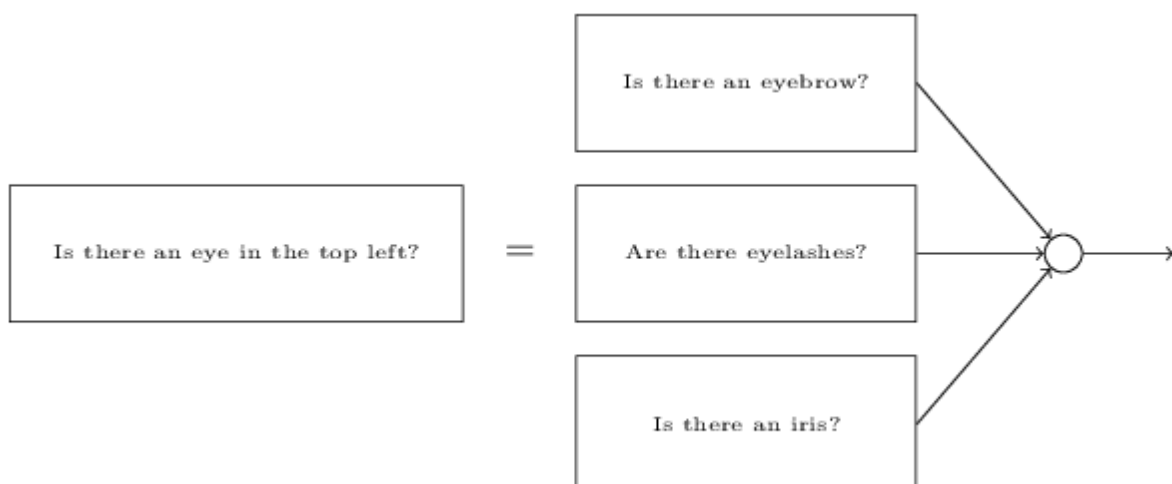 Is there an eyebrow?
Is there an eye in the top left?
=
Are there eyelashes?
Is there an iris?